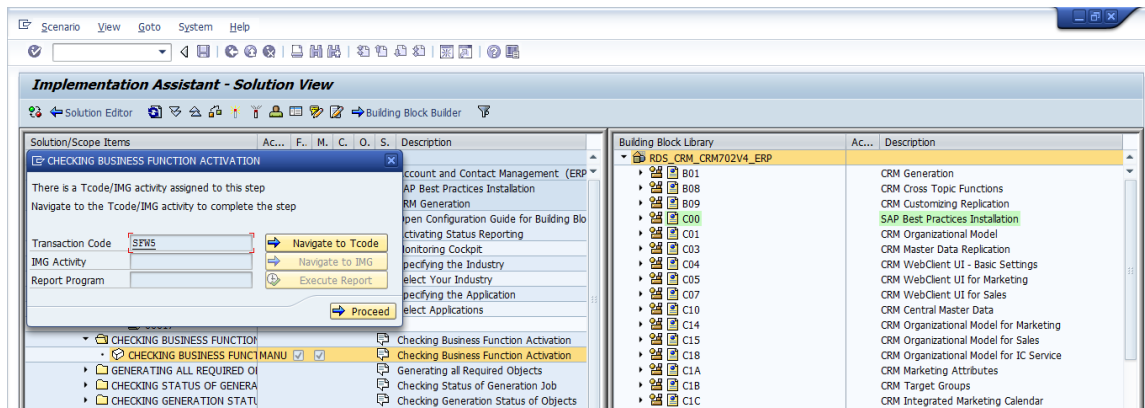 Scenario View Goto System Help
Implementation Assistant - Solution View
Solution Editor Building Block Builder
Solution/Scope Items Ac... F.. M. C. O. S. Description
CHECKING BUSINESS FUNCTION ACTIVATION
There is a Tcode/IMG activity assigned to this step
Navigate to the Tcode/IMG activity to complete the step
Transaction Code SFW5 Navigate to Tcode
IMG Activity Navigate to IMG
Report Program Execute Report
Proceed
ccount and Contact Management (ERP
AP Best Practices Installation
RM Generation
pen Configuration Guide for Building Blo
ctivating Status Reporting
onitoring Cockpit
pecifying the Industry
elect Your Industry
pecifying the Application
elect Applications
CHECKING BUSINESS FUNCTION Checking Business Function Activation
CHECKING BUSINESS FUNCT MANU Checking Business Function Activation
GENERATING ALL REQUIRED O Generating all Required Objects
CHECKING STATUS OF GENERA Checking Status of Generation Job
CHECKING GENERATION STATU Checking Generation Status of Objects
Building Block Library Ac... Description
RDS_CRM_CRM702V4_ERP
B01 CRM Generation
B08 CRM Cross Topic Functions
B09 CRM Customizing Replication
C00 SAP Best Practices Installation
C01 CRM Organizational Model
C03 CRM Master Data Replication
C04 CRM WebClient UI - Basic Settings
C05 CRM WebClient UI for Marketing
C07 CRM WebClient UI for Sales
C10 CRM Central Master Data
C14 CRM Organizational Model for Marketing
C15 CRM Organizational Model for Sales
C18 CRM Organizational Model for IC Service
C1A CRM Marketing Attributes
C1B CRM Target Groups
C1C CRM Integrated Marketing Calendar